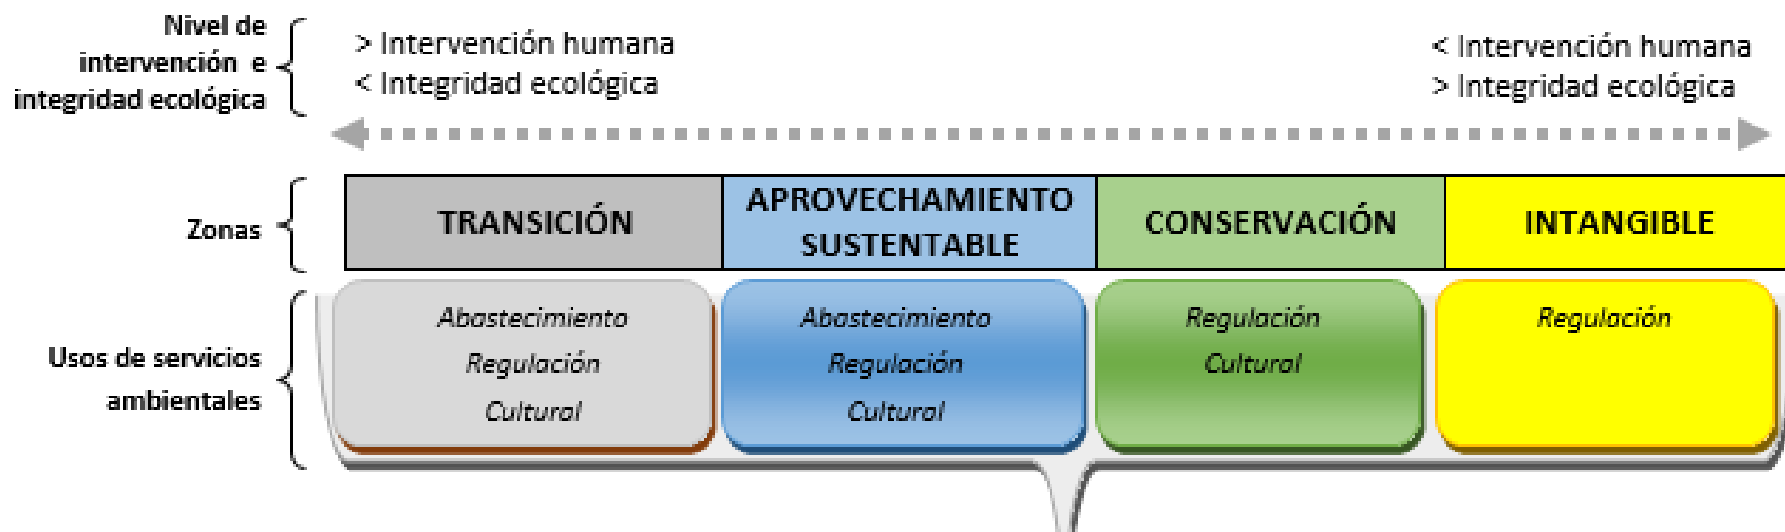 Nivel de
intervención e
integridad ecológica
> Intervención humana
< Integridad ecológica
< Intervención humana
> Integridad ecológica
Zonas
TRANSICIÓN
APROVECHAMIENTO
SUSTENTABLE
CONSERVACIÓN
INTANGIBLE
Usos de servicios
ambientales
Abastecimiento
Regulación
Cultural
Abastecimiento
Regulación
Cultural
Regulación
Cultural
Regulación